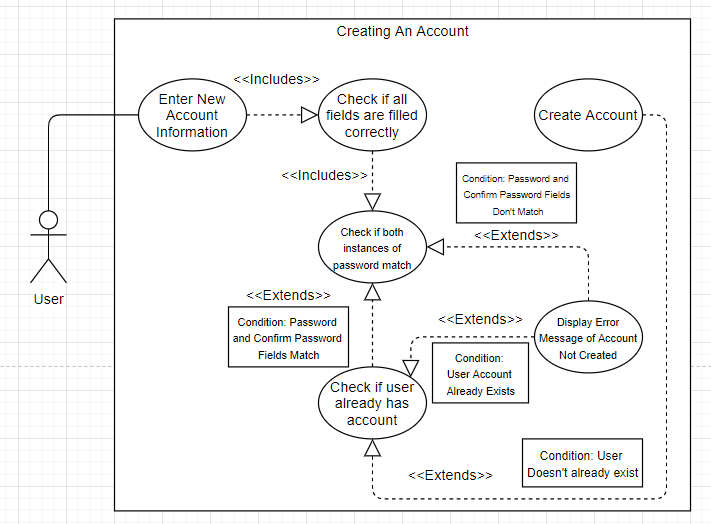 Creating An Account
<<Includes>>
Enter New
Account
Information
Check if all
fields are filled
correctly
Create Account
<<Includes>>
Condition: Password and
Confirm Password Fields
Don't Match
Check if both
instances of
password match
<<Extends>>
User
<<Extends>>
Condition: Password
and Confirm Password
Fields Match
<<Extends>>
Display Error
Message of Account
Not Created
Condition:
User Account
Already Exists
Check if user
already has
account
Condition: User
Doesn't already exist
<<Extends>>